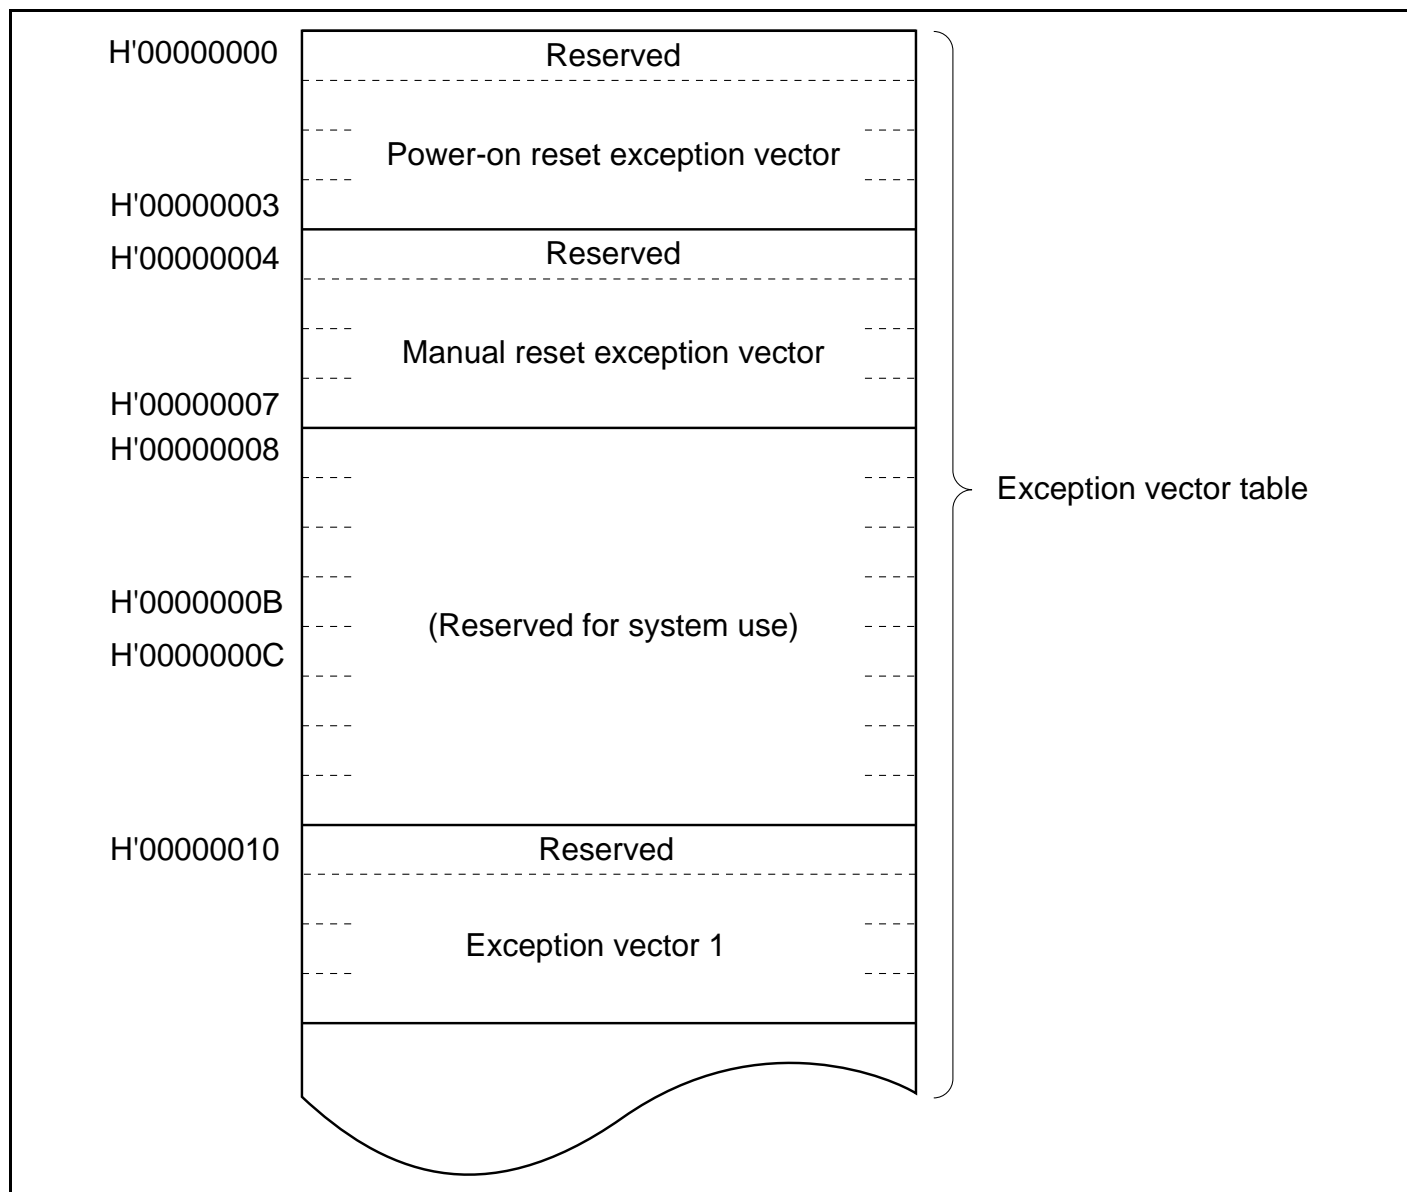 H'00000000
Reserved
Power-on reset exception vector
H'00000003
H'00000004
Reserved
Manual reset exception vector
H'00000007
H'00000008
Exception vector table
H'0000000B
(Reserved for system use)
H'0000000C
H'00000010
Reserved
Exception vector 1